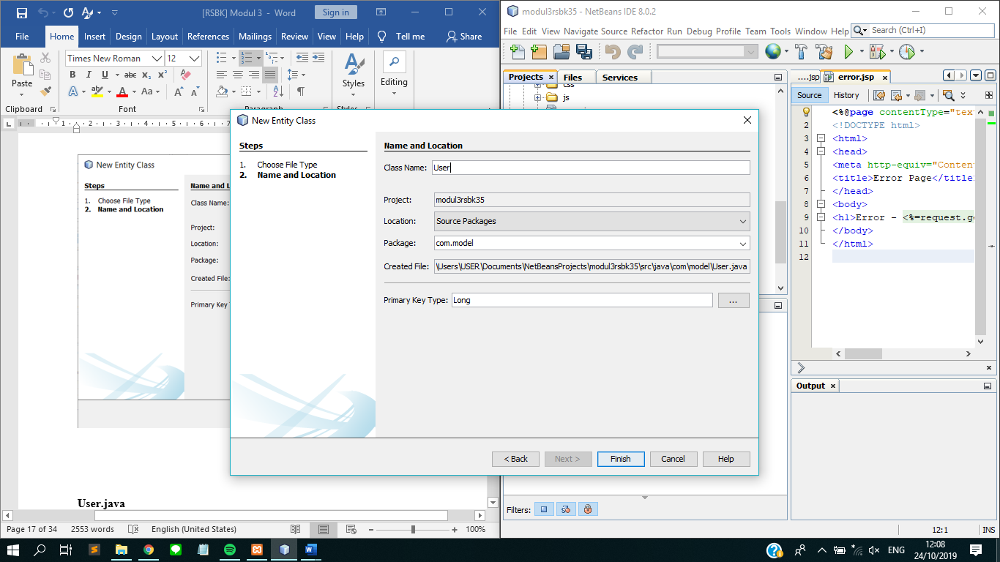 [RSBK] Modul 3 - Word
Sign in
File Home Insert Design Layout References Mailings Review View Help Tell me Share
Paste
Clipboard
Times New Roman 12
B I U abc x2 x2
A ab A Aa A A
Font
Paragraph
Styles
Styles
Editing
New Entity Class
Steps
1. Choose File Type
2. Name and Location
Name and L
Class Name:
Project:
Location:
Package:
Created File:
Primary Key T
User.java
Page 17 of 34 2553 words English (United States) 100%
modul3rsbk35 - NetBeans IDE 8.0.2
File Edit View Navigate Source Refactor Run Debug Profile Team Tools Window Help Search (Ctrl+I)
Projects Files Services
css
js
Filters:
....jsp error.jsp
Source History
<%@page contentType="tex
2 <!DOCTYPE html>
3 <html>
4 <head>
5 <meta http-equiv="Conten
6 <title>Error Page</title
7 </head>
8 <body>
9 <h1>Error - <%=request.ge
10 </body>
11 </html>
12
Output
12:1 INS
New Entity Class
Steps
1. Choose File Type
2. Name and Location
Name and Location
Class Name: User
Project: modul3rsbk35
Location: Source Packages
Package: com.model
Created File: \Users\USER\Documents\NetBeansProjects\modul3rsbk35\src\java\com\model\User.java
Primary Key Type: Long ...
< Back Next > Finish Cancel Help
ENG
12:08
24/10/2019